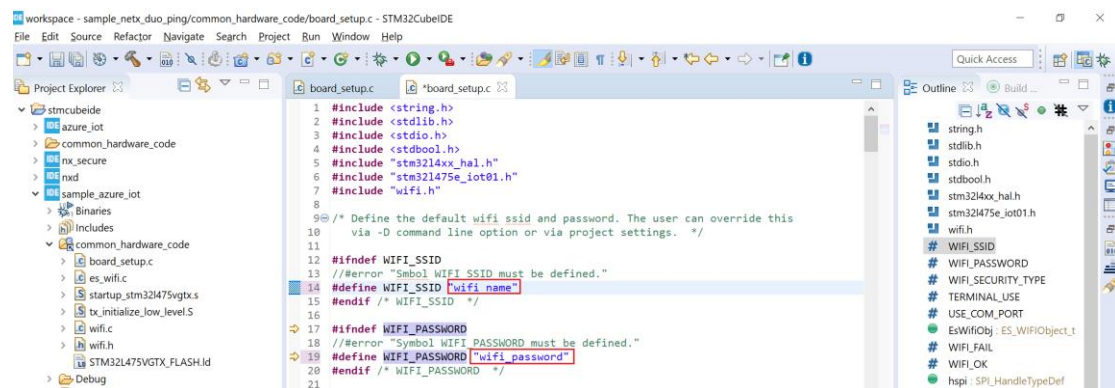 workspace - sample_netx_duo_ping/common_hardware_code/board_setup.c - STM32CubeIDE
File Edit Source Refactor Navigate Search Project Run Window Help
Quick Access
Project Explorer
board_setup.c
*board_setup.c
Outline
Build ...
stmcubeide
azure_iot
common_hardware_code
nx_secure
nxd
sample_azure_iot
Binaries
Includes
common_hardware_code
board_setup.c
es_wifi.c
startup_stm32l475vgtx.s
tx_initialize_low_level.S
wifi.c
wifi.h
STM32L475VGTX_FLASH.ld
Debug
1 #include <string.h>
2 #include <stdlib.h>
3 #include <stdio.h>
4 #include <stdbool.h>
5 #include "stm32l4xx_hal.h"
6 #include "stm32l475e_iot01.h"
7 #include "wifi.h"
8
9 /* Define the default wifi ssid and password. The user can override this
10 via -D command line option or via project settings. */
11
12 #ifndef WIFI_SSID
13 //#error "Smbol WIFI_SSID must be defined."
14 #define WIFI_SSID "wifi name"
15 #endif /* WIFI_SSID */
16
17 #ifndef WIFI_PASSWORD
18 //#error "Symbol WIFI_PASSWORD must be defined."
19 #define WIFI_PASSWORD "wifi_password"
20 #endif /* WIFI_PASSWORD */
21
string.h
stdlib.h
stdio.h
stdbool.h
stm32l4xx_hal.h
stm32l475e_iot01.h
wifi.h
# WIFI_SSID
# WIFI_PASSWORD
# WIFI_SECURITY_TYPE
# TERMINAL_USE
# USE_COM_PORT
EsWifiObj : ES_WIFIObject_t
# WIFI_FAIL
# WIFI_OK
hspi : SPI_HandleTypeDef